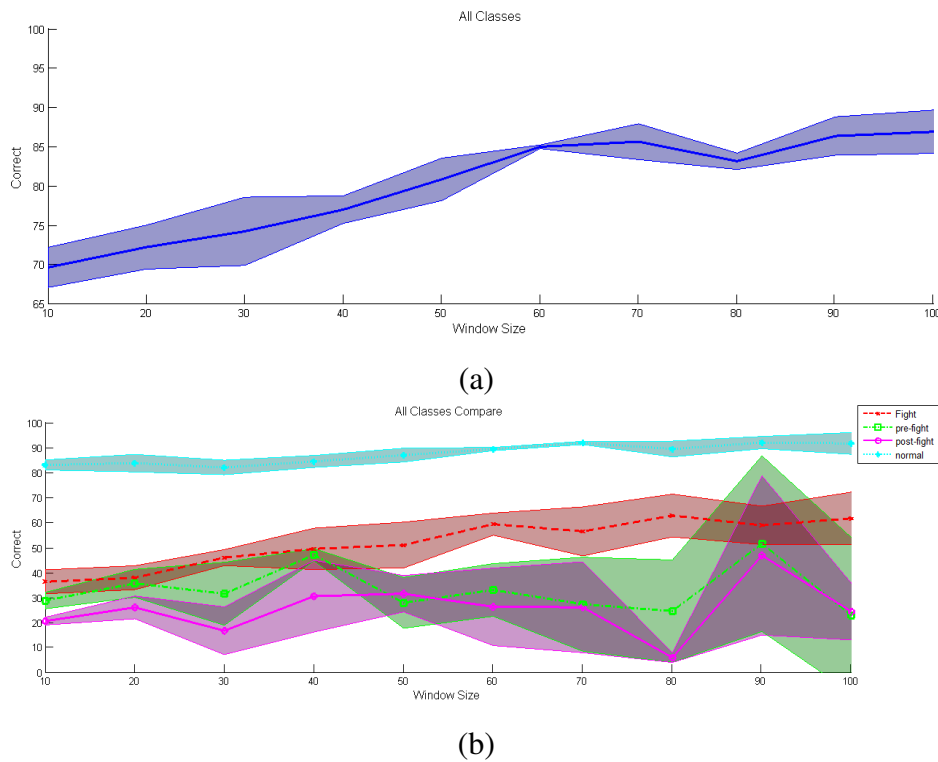 All Classes
100
95
90
85
80
75
70
65
Correct
10 20 30 40 50 60 70 80 90 100
Window Size
(a)
All Classes Compare
Fight
pre-fight
post-fight
normal
100
90
80
70
60
50
40
30
20
10
0
Correct
10 20 30 40 50 60 70 80 90 100
Window Size
(b)